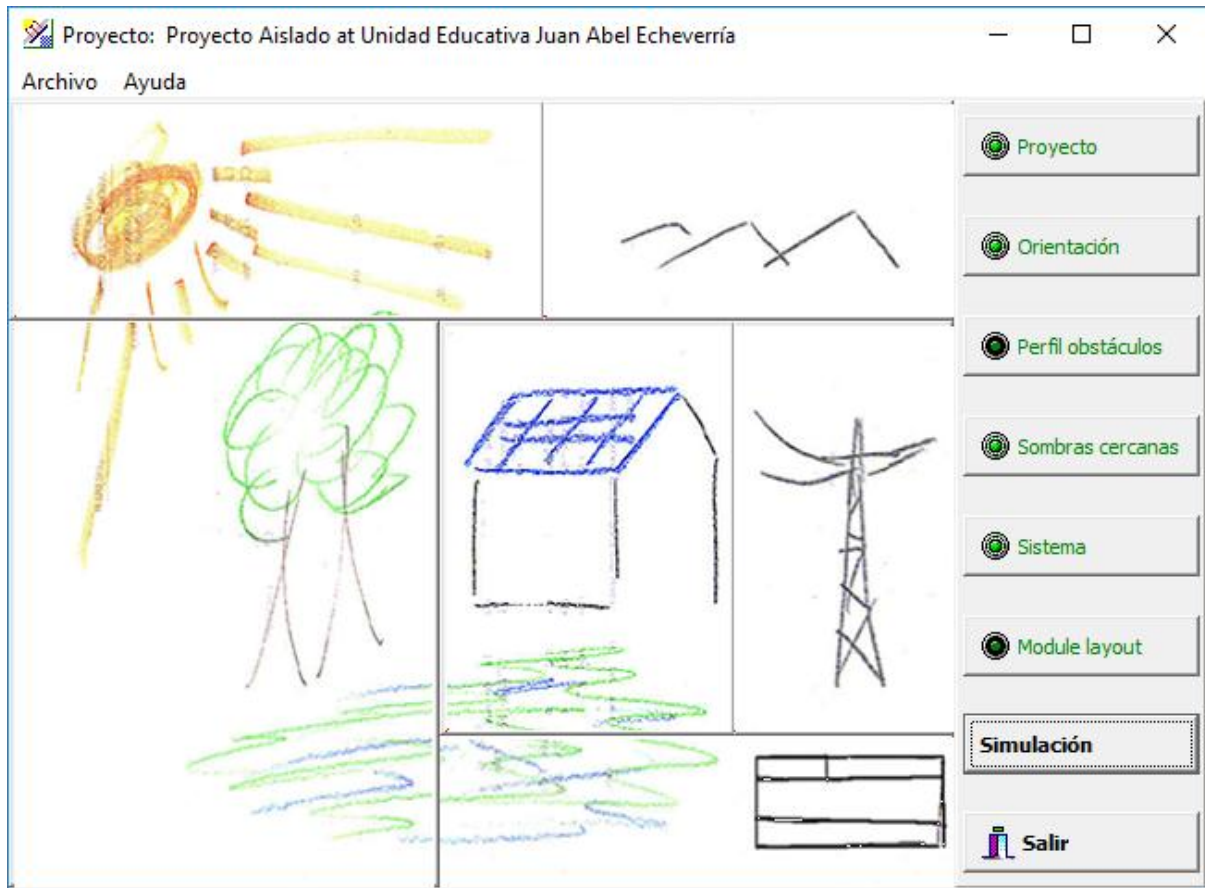 Proyecto: Proyecto Aislado at Unidad Educativa Juan Abel Echeverría
Archivo Ayuda
Proyecto
Orientación
Perfil obstáculos
Sombras cercanas
Sistema
Module layout
Simulación
Salir